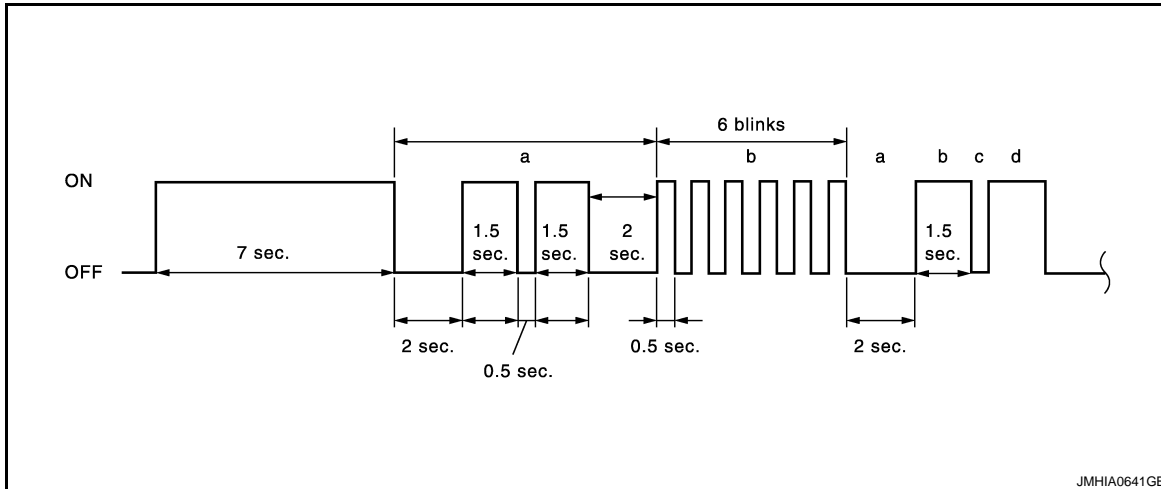 6 blinks
a
b
a
b
c
d
ON
1.5
sec.
1.5
sec.
2
sec.
1.5
sec.
7 sec.
OFF
2 sec.
0.5 sec.
0.5 sec.
2 sec.
JMHIA0641GB